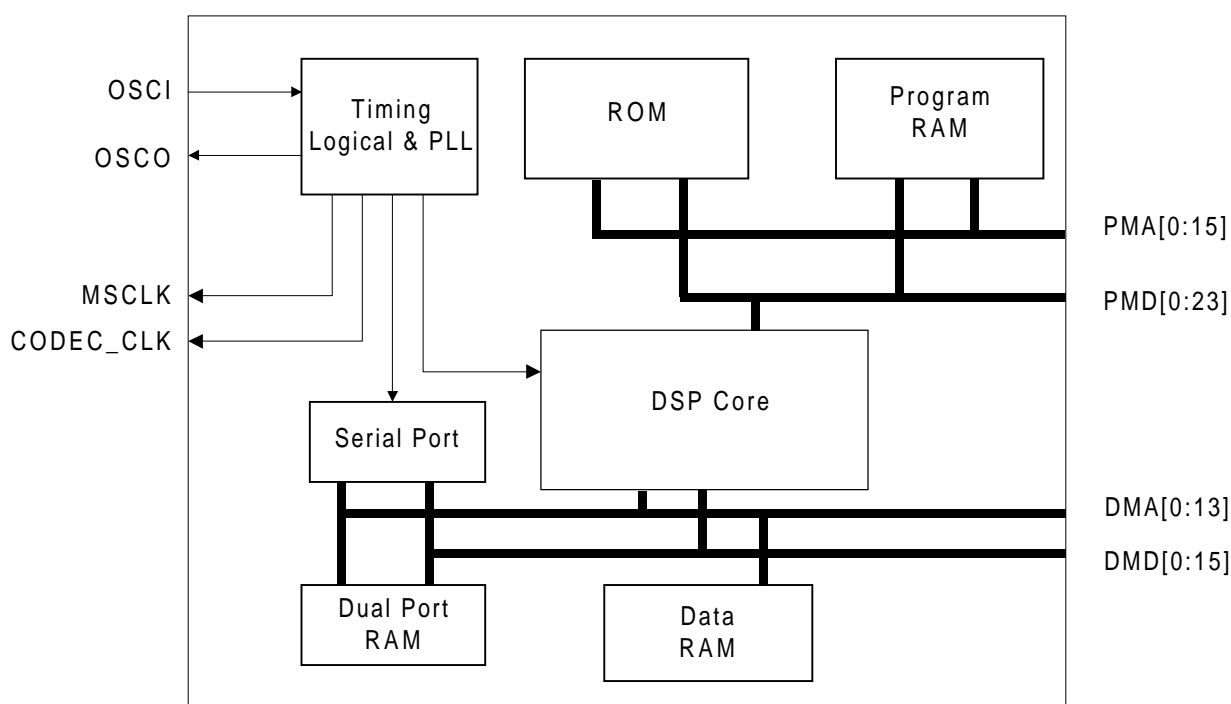 OSCI
OSCO
MSCLK
CODEC_CLK
Timing
Logical & PLL
ROM
Program
RAM
PMA[0:15]
PMD[0:23]
DSP Core
Serial Port
DMA[0:13]
DMD[0:15]
Dual Port
RAM
Data
RAM